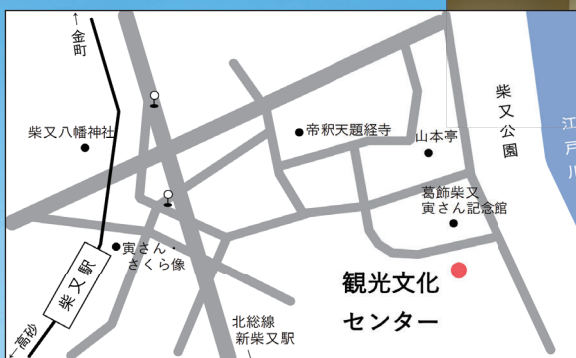 ←金町
柴又八幡神社
帝釈天題経寺
山本亭
柴又公園
江戸川
葛飾柴又
寅さん記念館
寅さん・
さくら像
柴又駅
観光文化
センター
北総線
新柴又駅
←高砂